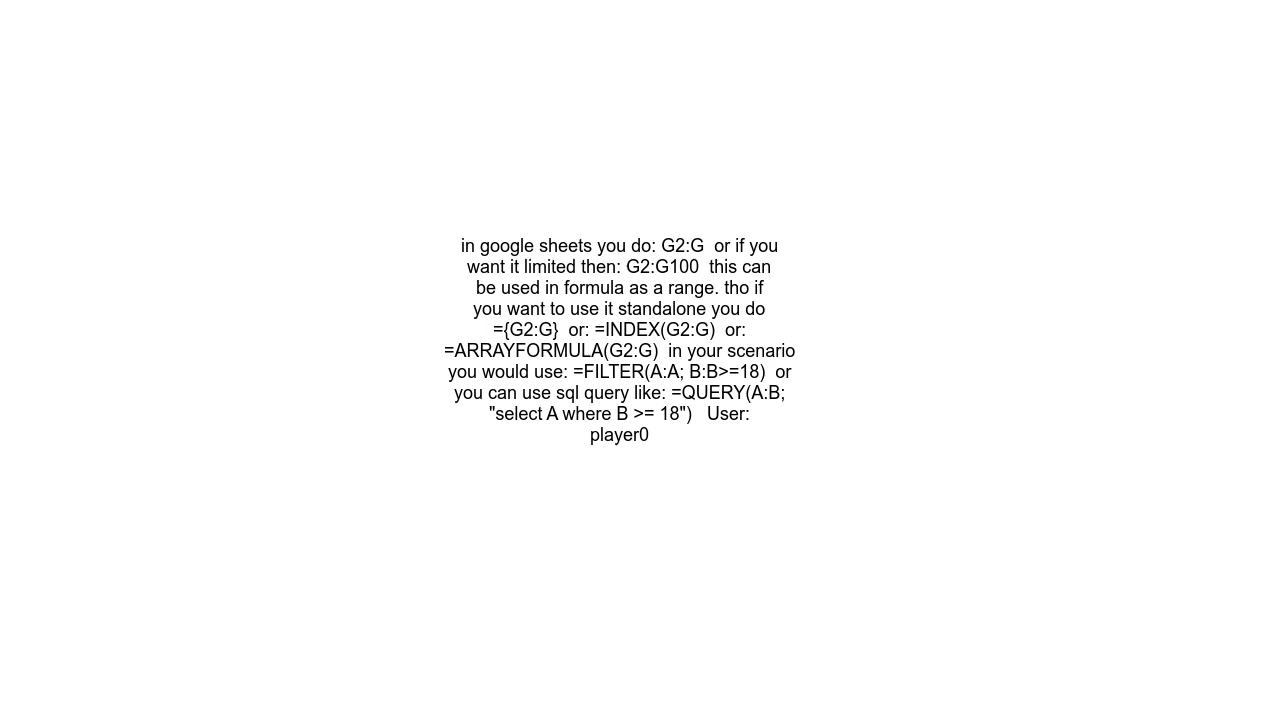 in google sheets you do: G2:G  or if you
want it limited then: G2:G100  this can
be used in formula as a range. tho if
you want to use it standalone you do
={G2:G}  or: =INDEX(G2:G)  or:
=ARRAYFORMULA(G2:G)  in your scenario
you would use: =FILTER(A:A; B:B>=18)  or
you can use sql query like: =QUERY(A:B;
"select A where B >= 18")   User:
player0